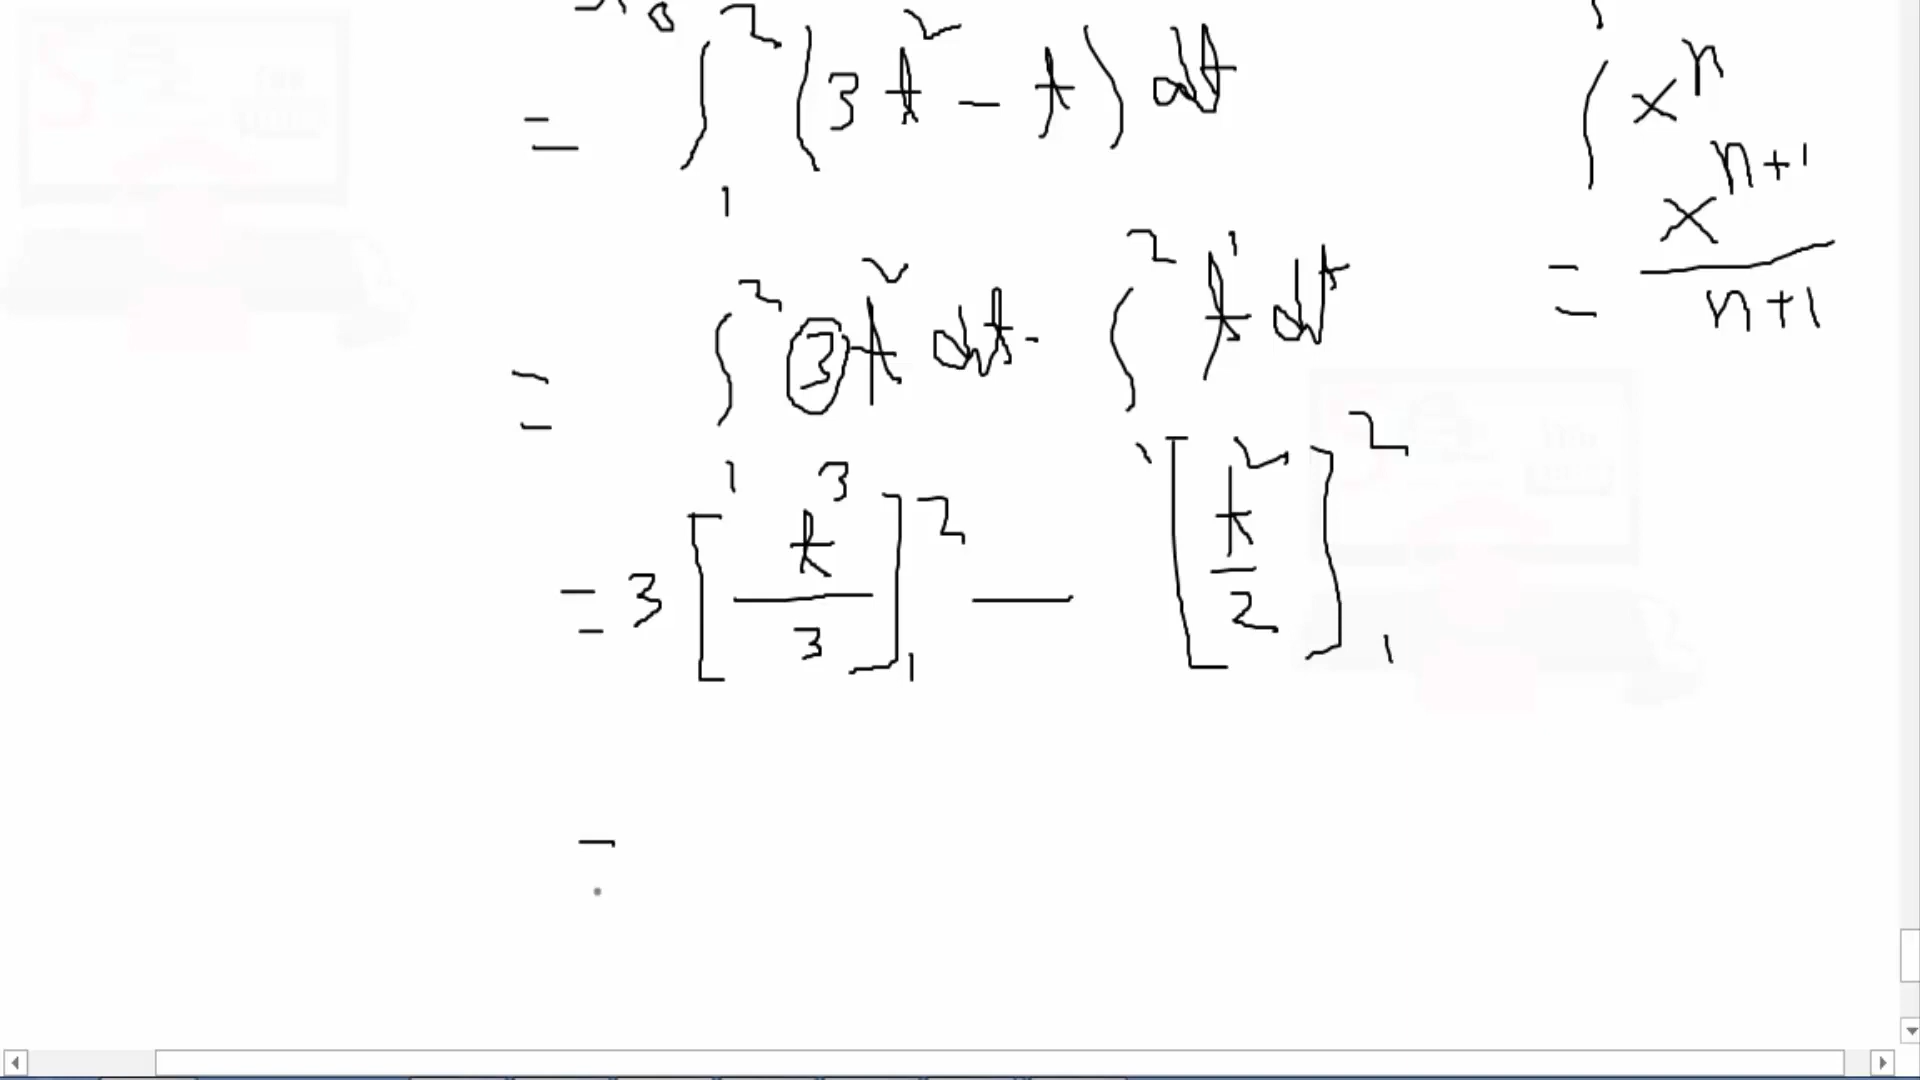 = ∫₁² (3t² - t) dt
∫ xⁿ
= xⁿ⁺¹ / n+1
= ∫₁² 3t² dt - ∫₁² t¹ dt
= 3 [t³/3]₁² — [t²/2]₁²